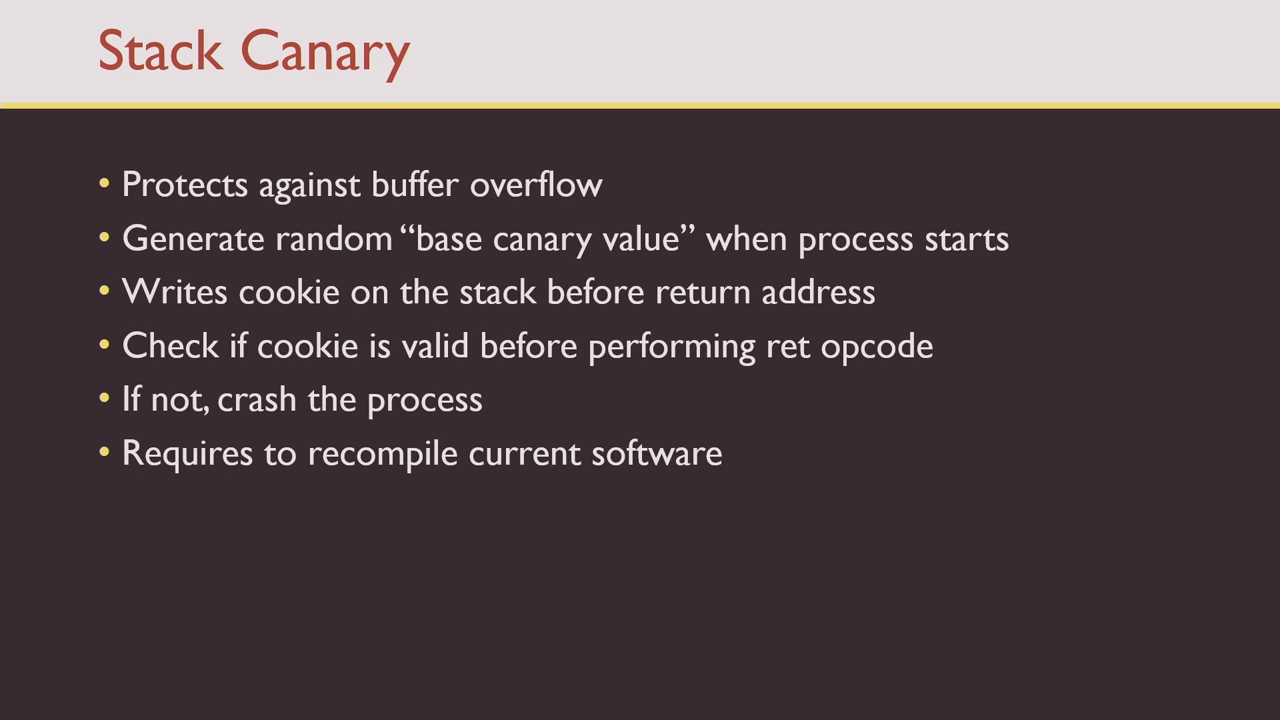 Stack Canary
• Protects against buffer overflow
• Generate random “base canary value” when process starts
• Writes cookie on the stack before return address
• Check if cookie is valid before performing ret opcode
• If not, crash the process
• Requires to recompile current software